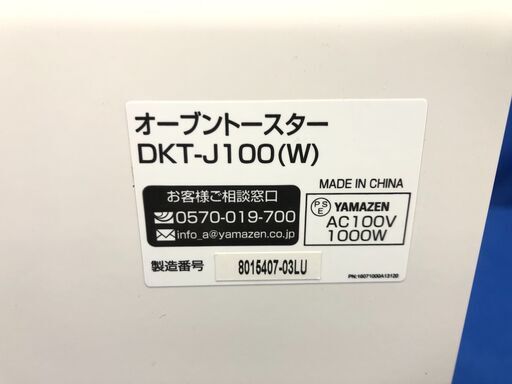 オーブントースター
DKT-J100(W)
お客様ご相談窓口
0570-019-700
info_a@yamazen.co.jp
MADE IN CHINA
PSE YAMAZEN
AC100V
1000W
製造番号 8015407-03LU
PN:16071000A13120